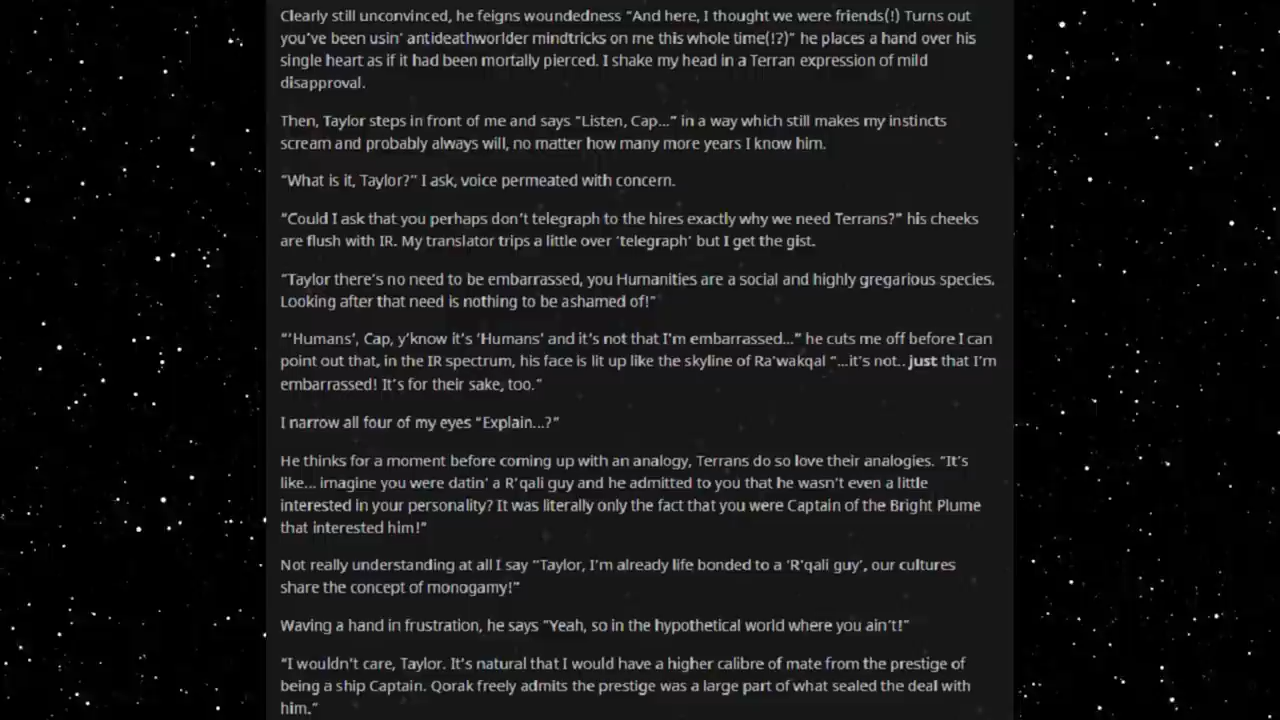 Clearly still unconvinced, he feigns woundedness “And here, I thought we were friends(!) Turns out
you’ve been usin’ antideathworlder mindtricks on me this whole time(!?)” he places a hand over his
single heart as if it had been mortally pierced. I shake my head in a Terran expression of mild
disapproval.
Then, Taylor steps in front of me and says “Listen, Cap...” in a way which still makes my instincts
scream and probably always will, no matter how many more years I know him.
“What is it, Taylor?” I ask, voice permeated with concern.
“Could I ask that you perhaps don’t telegraph to the hires exactly why we need Terrans?” his cheeks
are flush with IR. My translator trips a little over ‘telegraph’ but I get the gist.
“Taylor there’s no need to be embarrassed, you Humanities are a social and highly gregarious species.
Looking after that need is nothing to be ashamed of!”
“‘Humans’, Cap, y’know it’s ‘Humans’ and it’s not that I’m embarrassed...” he cuts me off before I can
point out that, in the IR spectrum, his face is lit up like the skyline of Ra’wakqal “...it’s not.. just that I’m
embarrassed! It’s for their sake, too.”
I narrow all four of my eyes “Explain...?”
He thinks for a moment before coming up with an analogy, Terrans do so love their analogies. “It’s
like... imagine you were datin’ a R’qali guy and he admitted to you that he wasn’t even a little
interested in your personality? It was literally only the fact that you were Captain of the Bright Plume
that interested him!”
Not really understanding at all I say “Taylor, I’m already life bonded to a ‘R’qali guy’, our cultures
share the concept of monogamy!”
Waving a hand in frustration, he says “Yeah, so in the hypothetical world where you ain’t!”
“I wouldn’t care, Taylor. It’s natural that I would have a higher calibre of mate from the prestige of
being a ship Captain. Qorak freely admits the prestige was a large part of what sealed the deal with
him.”